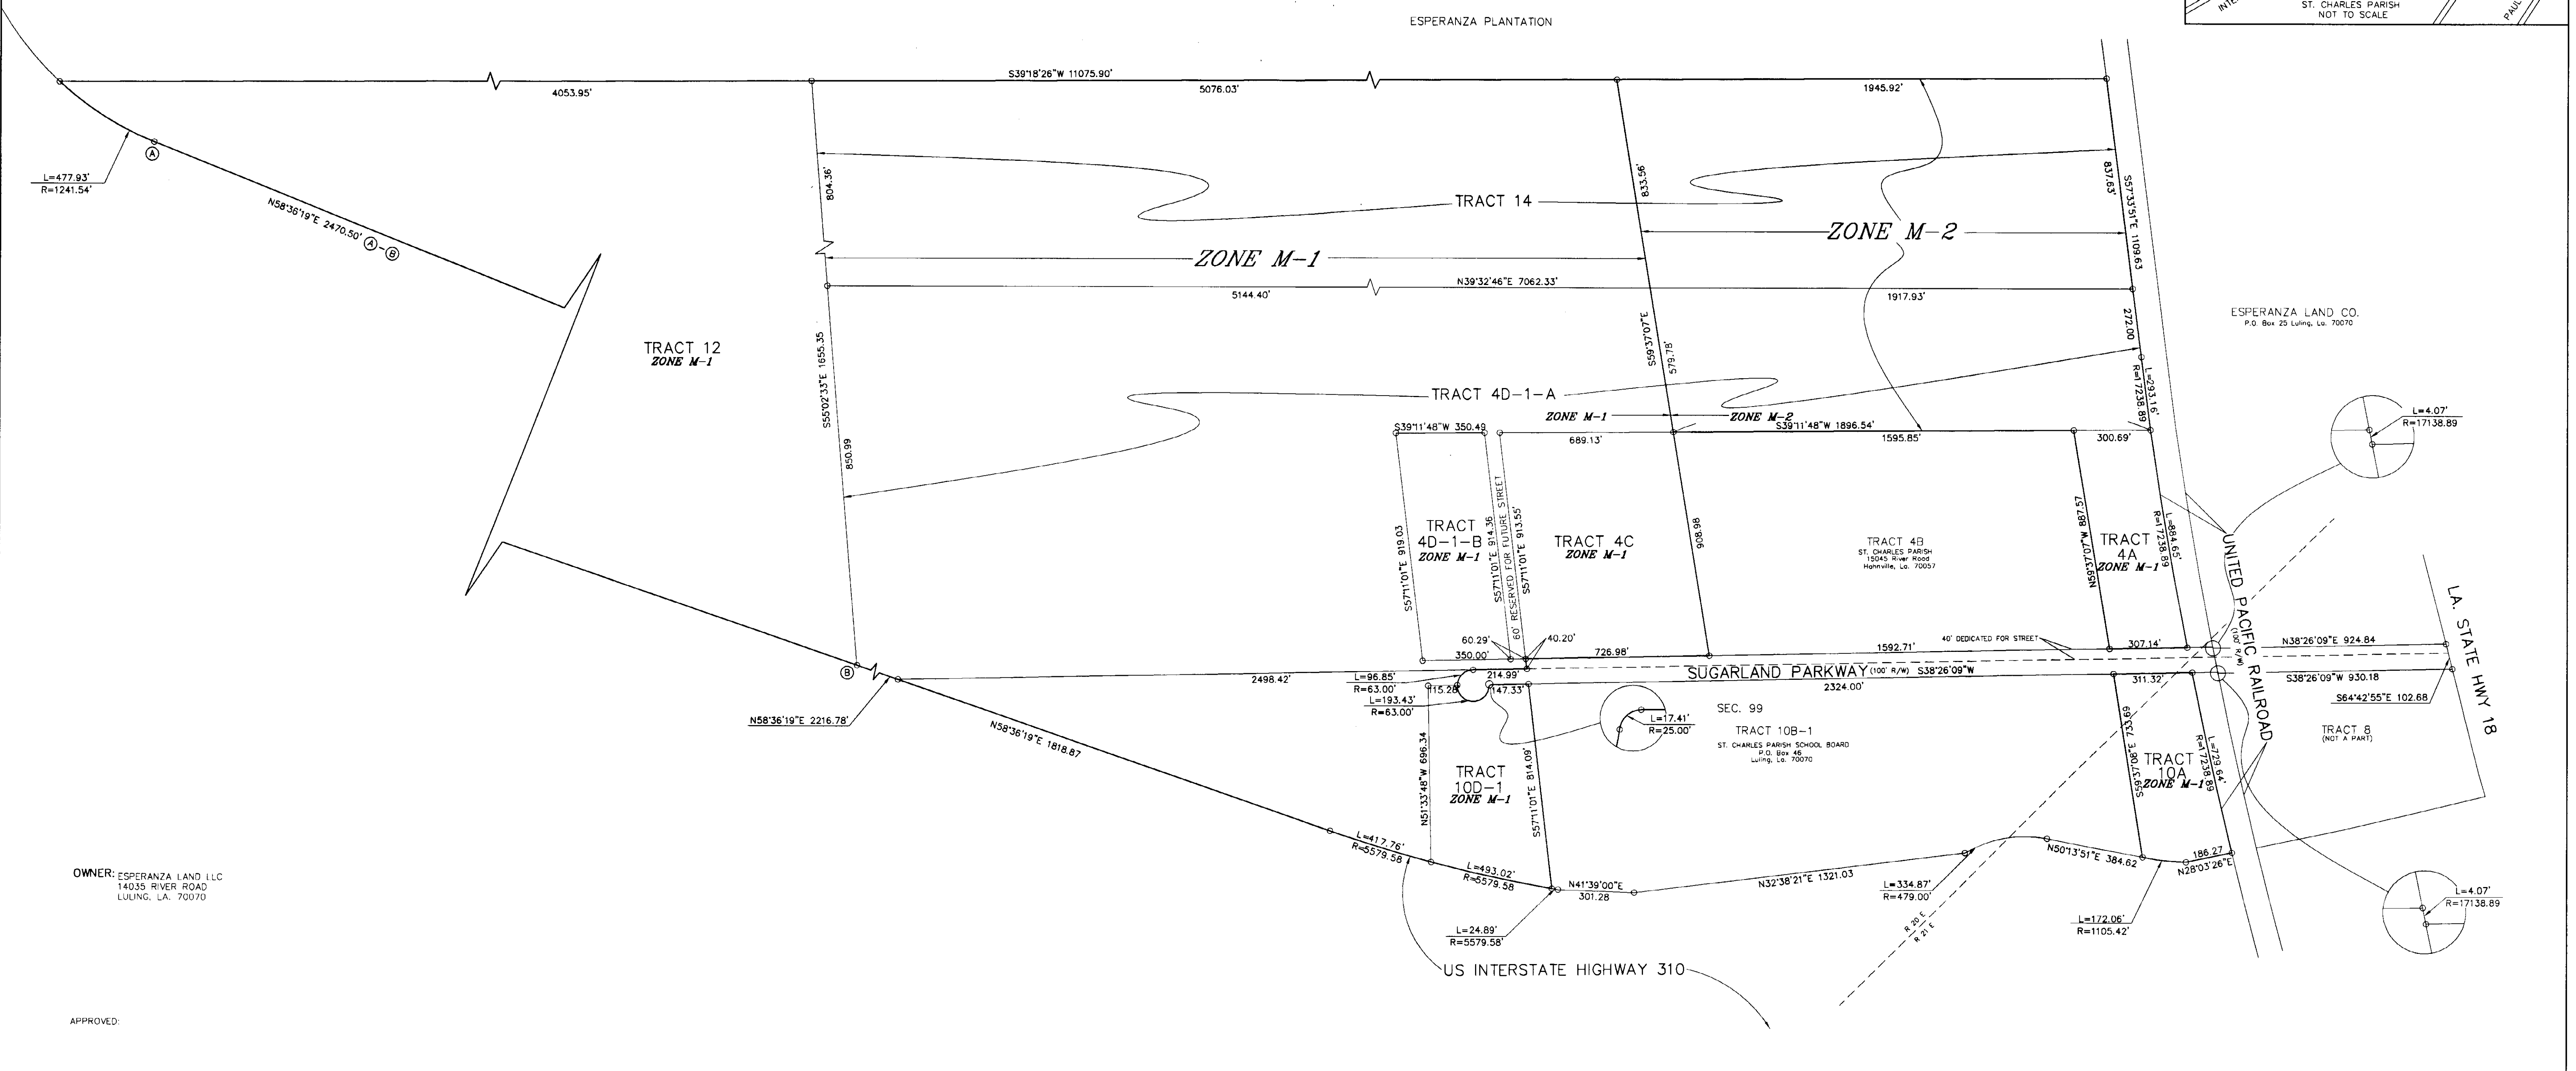 ESPERANZA PLANTATION
ST. CHARLES PARISH
NOT TO SCALE
PAUL
S39°18'26"W 11075.90'
4053.95'
5076.03'
1945.92'
A
L=477.93'
R=1241.54'
N58°36'19"E 2470.50' A-B
804.36'
833.56'
837.63'
S57°33'51"E 1109.63
TRACT 14
ZONE M-2
ZONE M-1
N39°32'46"E 7062.33'
5144.40'
1917.93'
272.00
ESPERANZA LAND CO.
P.O. Box 25 Luling, La. 70070
TRACT 12
ZONE M-1
S55°02'33"E 1655.35
850.99
S59°37'07"E
579.78'
L=293.16'
R=17238.89
TRACT 4D-1-A
ZONE M-1
ZONE M-2
S39°11'48"W 350.49
689.13'
S39°11'48"W 1896.54'
1595.85'
300.69'
L=4.07'
R=17138.89
S57°11'01"E 919.03
TRACT
4D-1-B
ZONE M-1
S57°11'01"E 914.36
60' RESERVED FOR FUTURE STREET
S57°11'01"E 913.55'
TRACT 4C
ZONE M-1
908.98
TRACT 4B
ST. CHARLES PARISH
15045 River Road
Hahnville, La. 70057
N59°37'07"W 887.57
TRACT
4A
ZONE M-1
L=884.65'
R=17238.89
UNITED PACIFIC RAILROAD
(100' R/W)
LA. STATE HWY 18
60.29'
40.20'
350.00'
726.98'
40' DEDICATED FOR STREET
1592.71'
307.14'
N38°26'09"E 924.84
B
2498.42'
L=96.85'
R=63.00'
214.99'
115.28'
147.33'
SUGARLAND PARKWAY (100' R/W) S38°26'09"W
2324.00'
311.32'
S38°26'09"W 930.18
S64°42'55"E 102.68
L=193.43'
R=63.00'
N58°36'19"E 2216.78'
N58°36'19"E 1818.87
L=17.41'
R=25.00'
SEC. 99
TRACT 10B-1
ST. CHARLES PARISH SCHOOL BOARD
P.O. Box 46
Luling, La. 70070
TRACT 8
(NOT A PART)
N51°33'48"W 696.34
TRACT
10D-1
ZONE M-1
S57°11'01"E 814.09'
S59°37'08"E 733.69
TRACT
10A
ZONE M-1
L=729.64'
R=17238.89
L=417.76'
R=5579.58
L=493.02'
R=5579.58
N41°39'00"E
301.28
N32°38'21"E 1321.03
L=334.87'
R=479.00'
N50°13'51"E 384.62
186.27
N28°03'26"E
L=172.06'
R=1105.42'
L=24.89'
R=5579.58'
R 20 E
R 21 E
L=4.07'
R=17138.89
US INTERSTATE HIGHWAY 310
OWNER: ESPERANZA LAND LLC
14035 RIVER ROAD
LULING, LA. 70070
APPROVED: